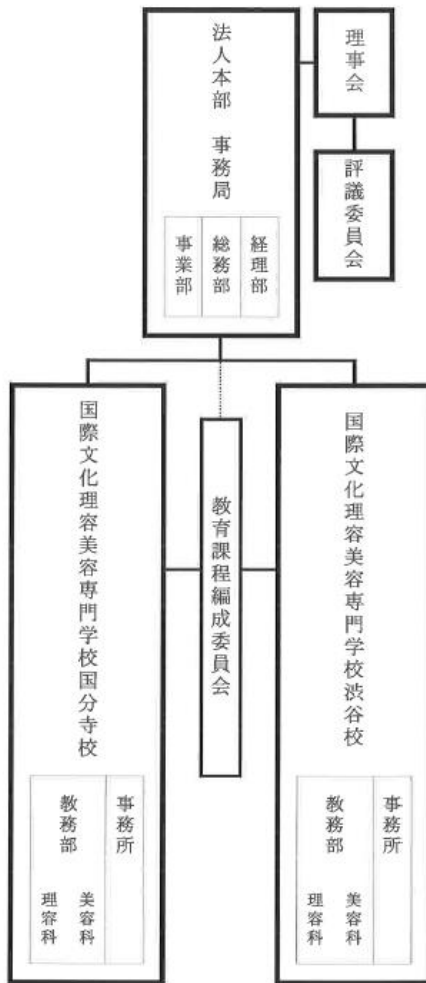 理事会
評議委員会
法人本部　事務局
経理部
総務部
事業部
教育課程編成委員会
国際文化理容美容専門学校渋谷校
事務所
教務部
美容科
理容科
国際文化理容美容専門学校国分寺校
事務所
教務部
美容科
理容科